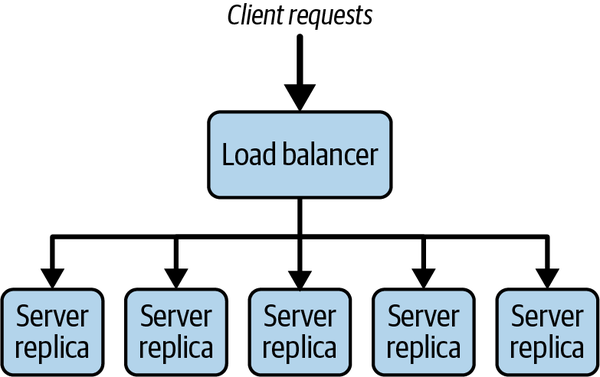 Client requests
Load balancer
Server
replica
Server
replica
Server
replica
Server
replica
Server
replica